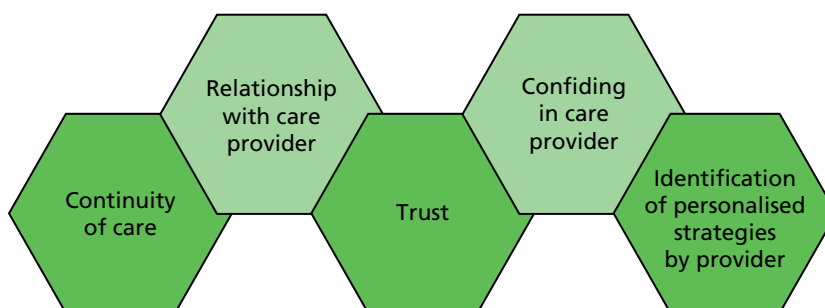 Continuity
of care
Relationship
with care
provider
Trust
Confiding
in care
provider
Identification
of personalised
strategies
by provider